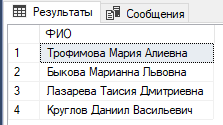 Результаты Сообщения
ФИО
1 Трофимова Мария Алиевна
2 Быкова Марианна Львовна
3 Лазарева Таисия Дмитриевна
4 Круглов Даниил Васильевич